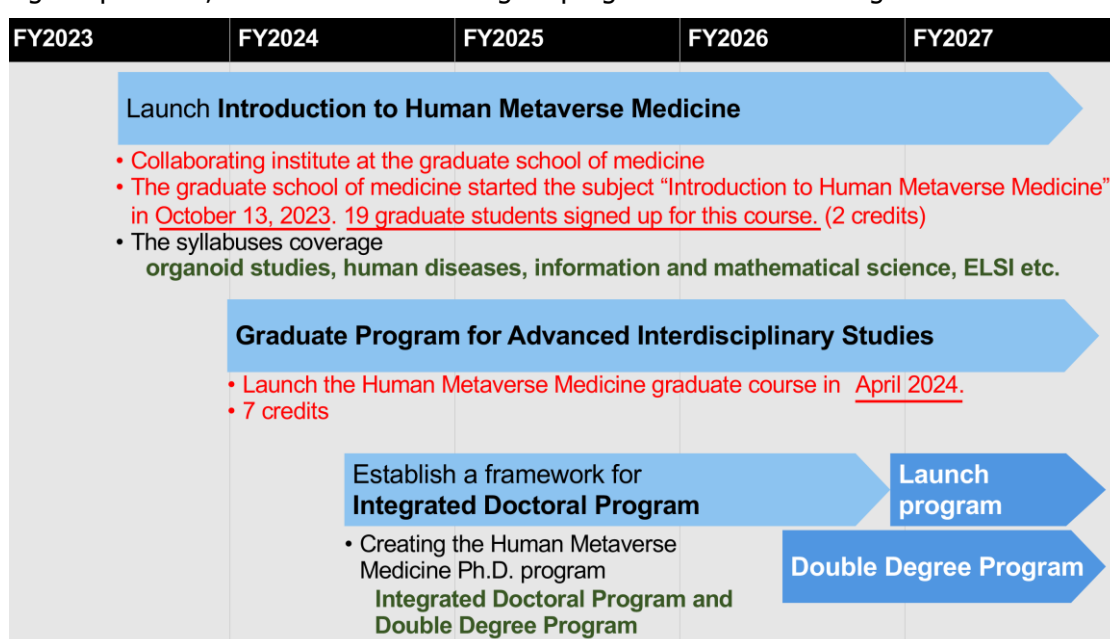 FY2023 FY2024 FY2025 FY2026 FY2027
Launch Introduction to Human Metaverse Medicine
• Collaborating institute at the graduate school of medicine
• The graduate school of medicine started the subject “Introduction to Human Metaverse Medicine”
in October 13, 2023. 19 graduate students signed up for this course. (2 credits)
• The syllabuses coverage
organoid studies, human diseases, information and mathematical science, ELSI etc.
Graduate Program for Advanced Interdisciplinary Studies
• Launch the Human Metaverse Medicine graduate course in April 2024.
• 7 credits
Establish a framework for
Integrated Doctoral Program
Launch
program
• Creating the Human Metaverse
Medicine Ph.D. program
Integrated Doctoral Program and
Double Degree Program
Double Degree Program